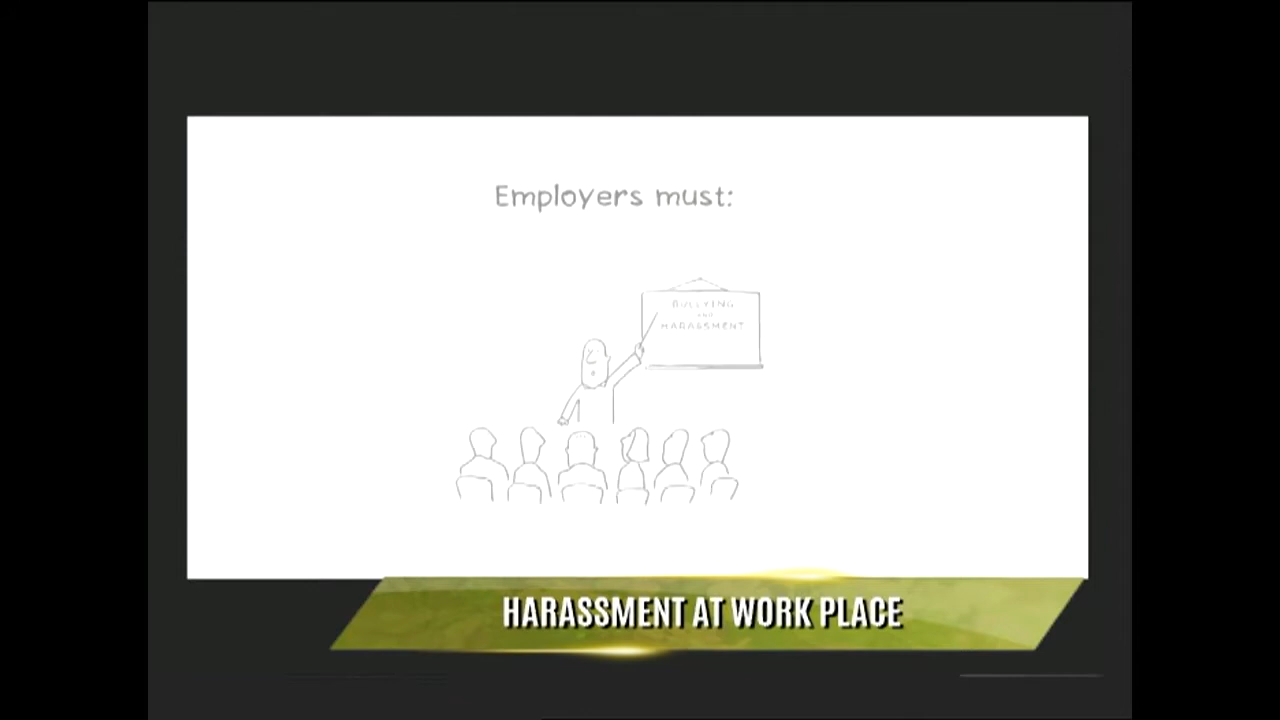 Employers must:
BULLYING
AND
HARASSMENT
HARASSMENT AT WORK PLACE